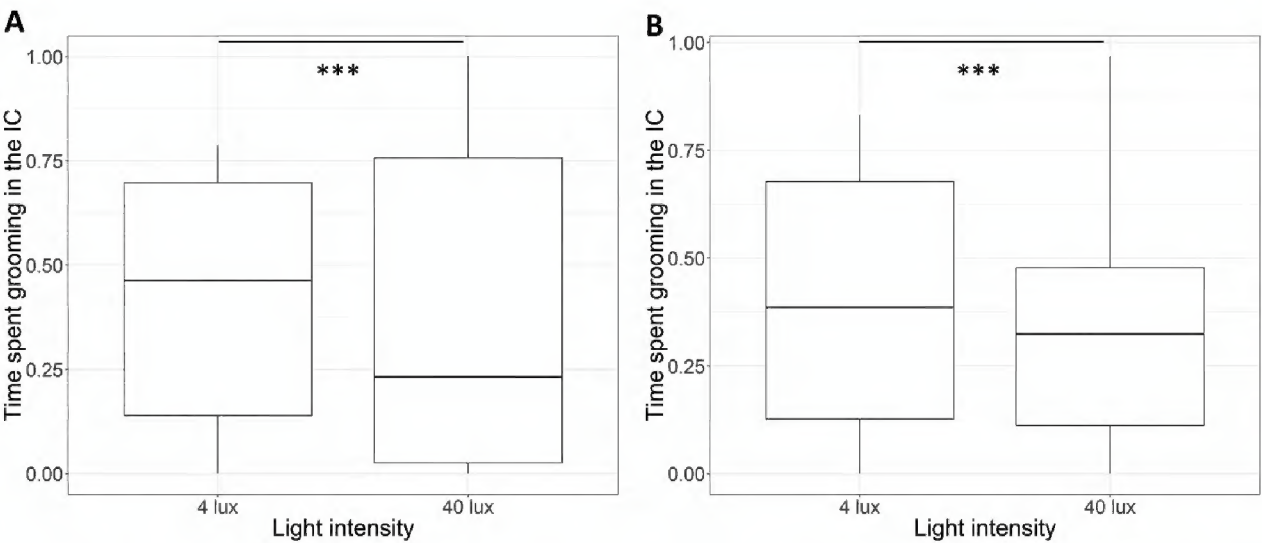 A
Time spent grooming in the IC
1.00
0.75
0.50
0.25
0.00
***
4 lux
40 lux
Light intensity
B
Time spent grooming in the IC
1.00
0.75
0.50
0.25
0.00
***
4 lux
40 lux
Light intensity